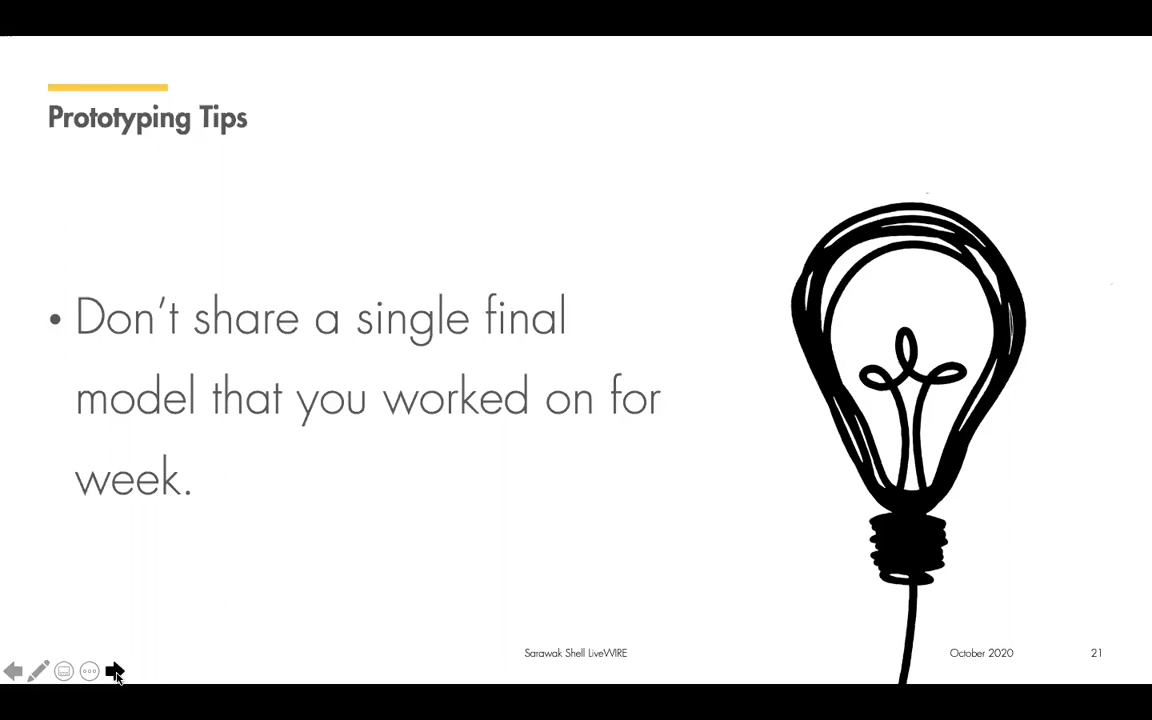 Prototyping Tips
• Don't share a single final
model that you worked on for
week.
Sarawak Shell LiveWIRE
October 2020
21